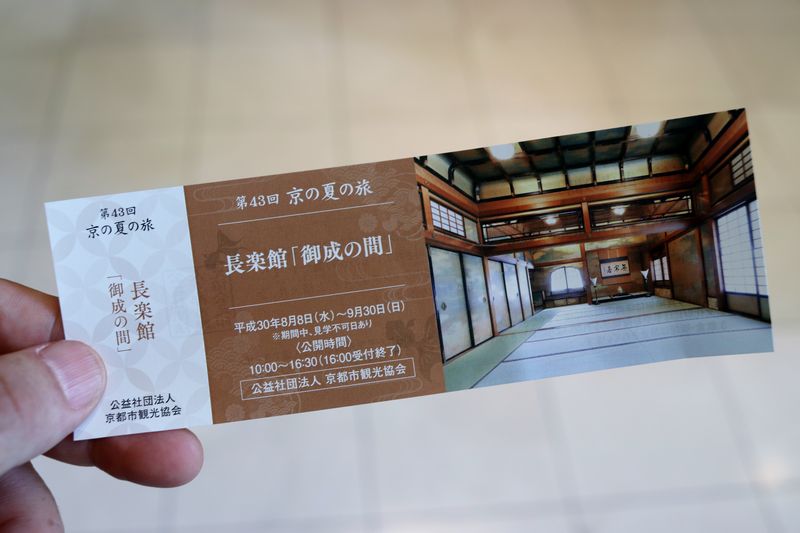 第43回
京の夏の旅
長楽館
「御成の間」
公益社団法人
京都市観光協会
第43回 京の夏の旅
長楽館「御成の間」
平成30年8月8日(水)～9月30日(日)
※期間中、見学不可日あり
〈公開時間〉
10:00～16:30(16:00受付終了)
公益社団法人 京都市観光協会